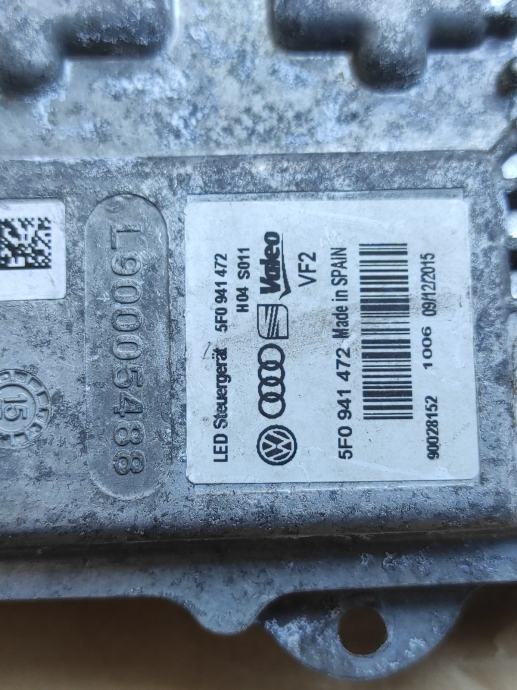 LED Steuergerät 5F0 941 472
H04 S011
Valeo
VF2
5F0 941 472 Made in SPAIN
90028152 1006 09/12/2015
L90005488
15